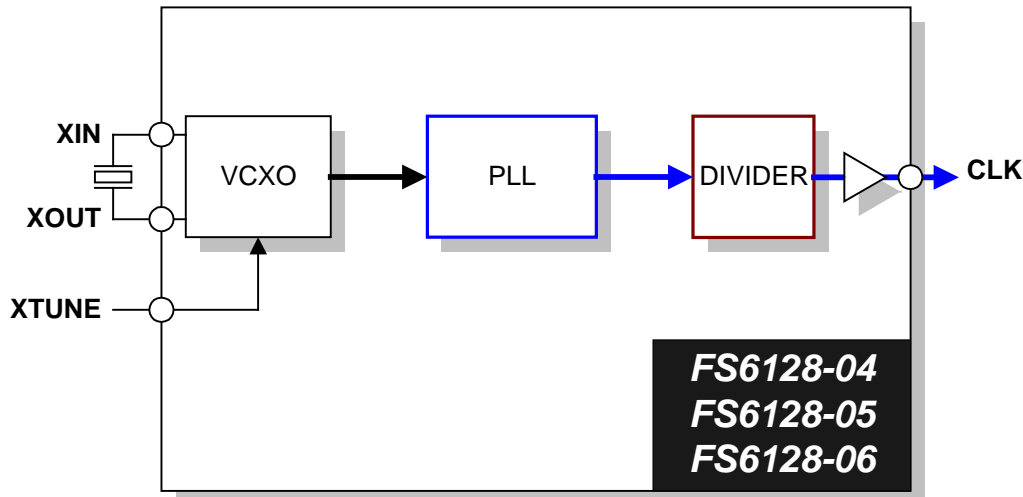 XIN
XOUT
XTUNE
VCXO
PLL
DIVIDER
CLK
FS6128-04
FS6128-05
FS6128-06